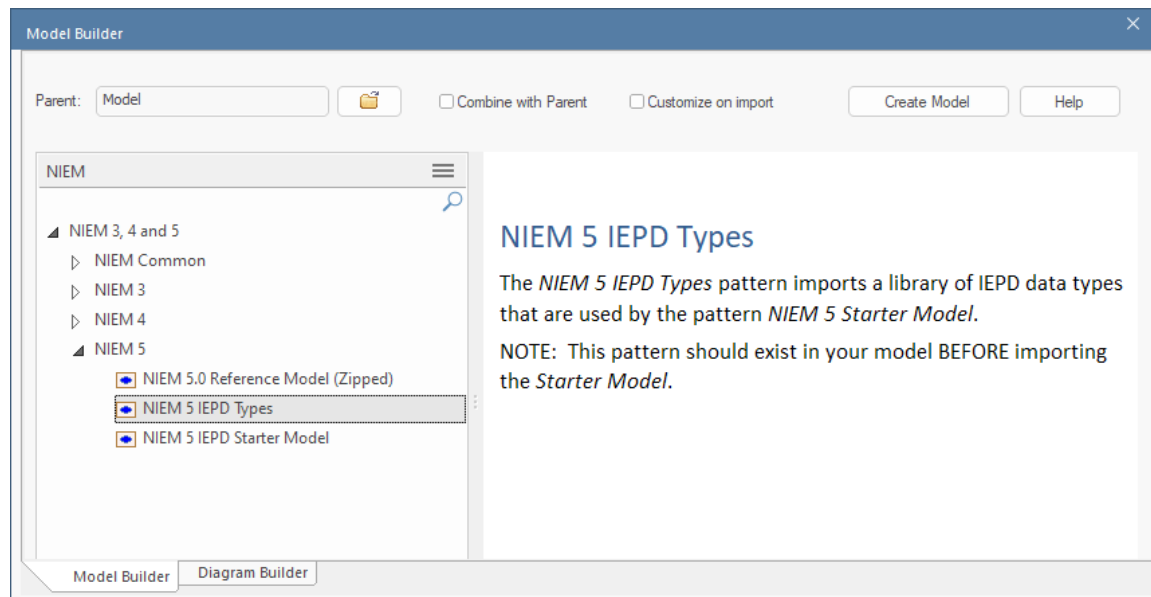 Model Builder
Parent: Model Combine with Parent Customize on import Create Model Help
NIEM
NIEM 3, 4 and 5
NIEM Common
NIEM 3
NIEM 4
NIEM 5
NIEM 5.0 Reference Model (Zipped)
NIEM 5 IEPD Types
NIEM 5 IEPD Starter Model
NIEM 5 IEPD Types
The NIEM 5 IEPD Types pattern imports a library of IEPD data types
that are used by the pattern NIEM 5 Starter Model.
NOTE: This pattern should exist in your model BEFORE importing
the Starter Model.
Model Builder Diagram Builder